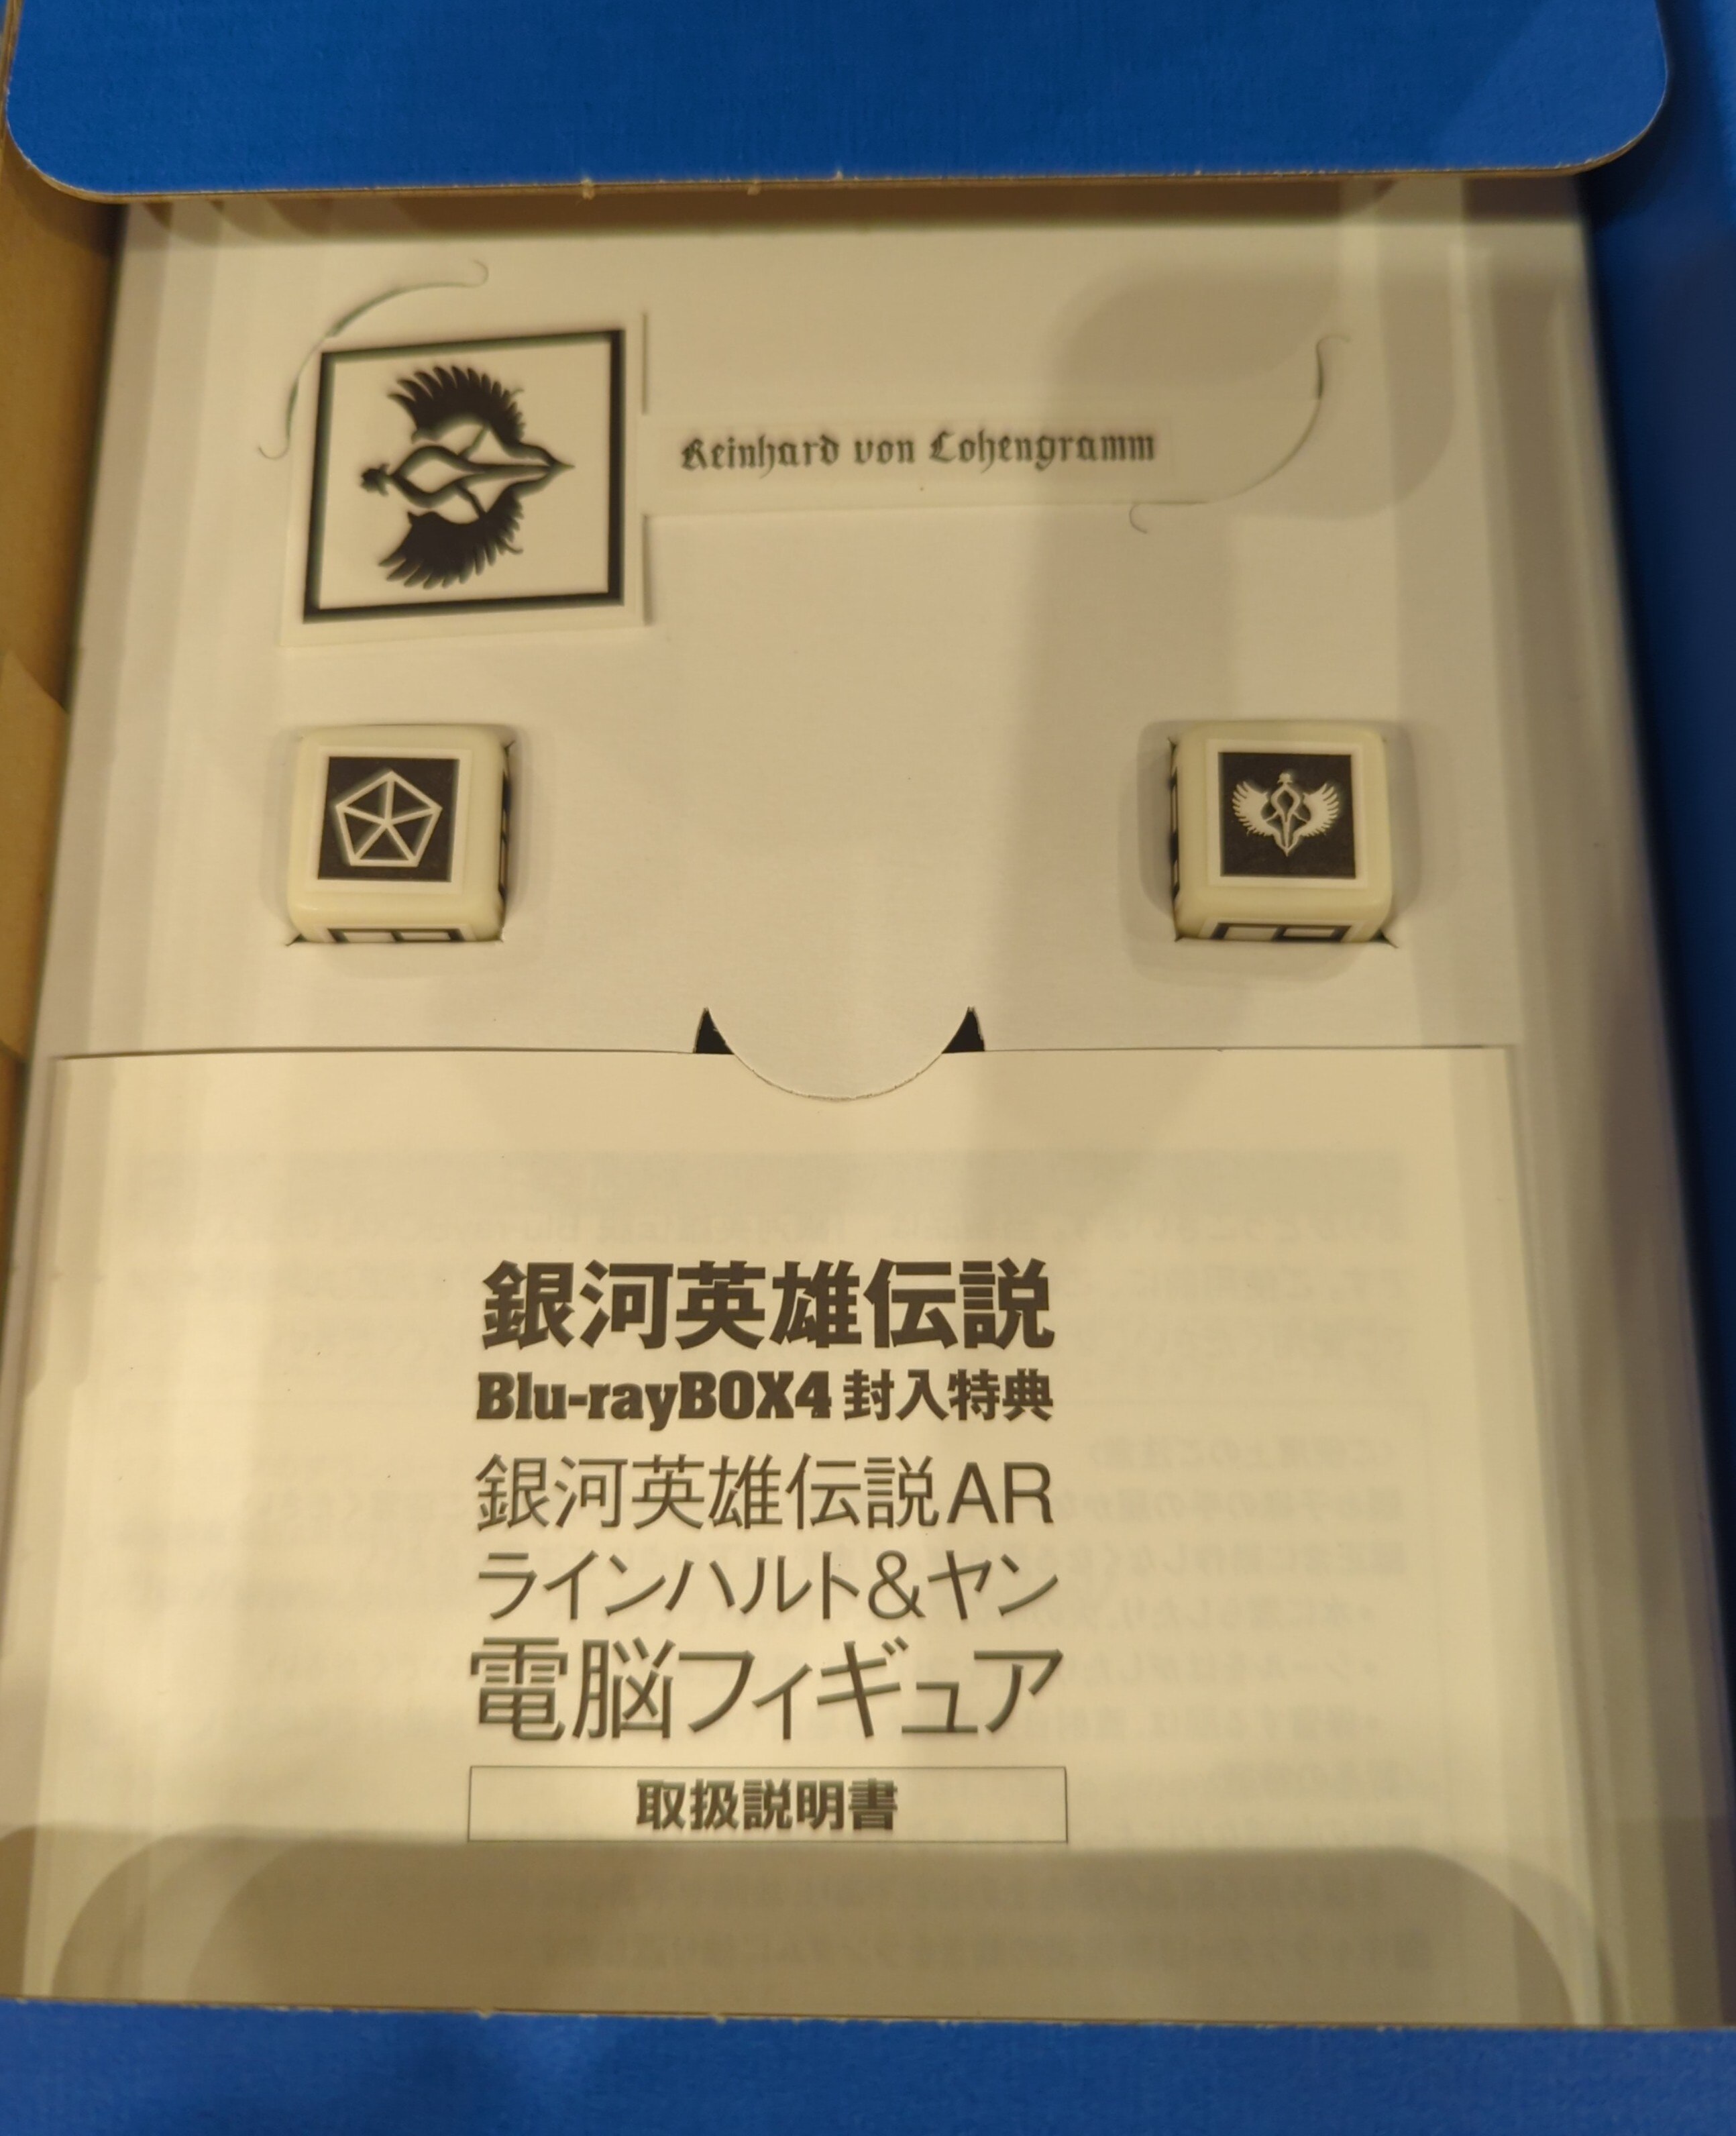 Reinhard von Lohengramm
銀河英雄伝説
Blu-rayBOX4 封入特典
銀河英雄伝説AR
ラインハルト&ヤン
電脳フィギュア
取扱説明書